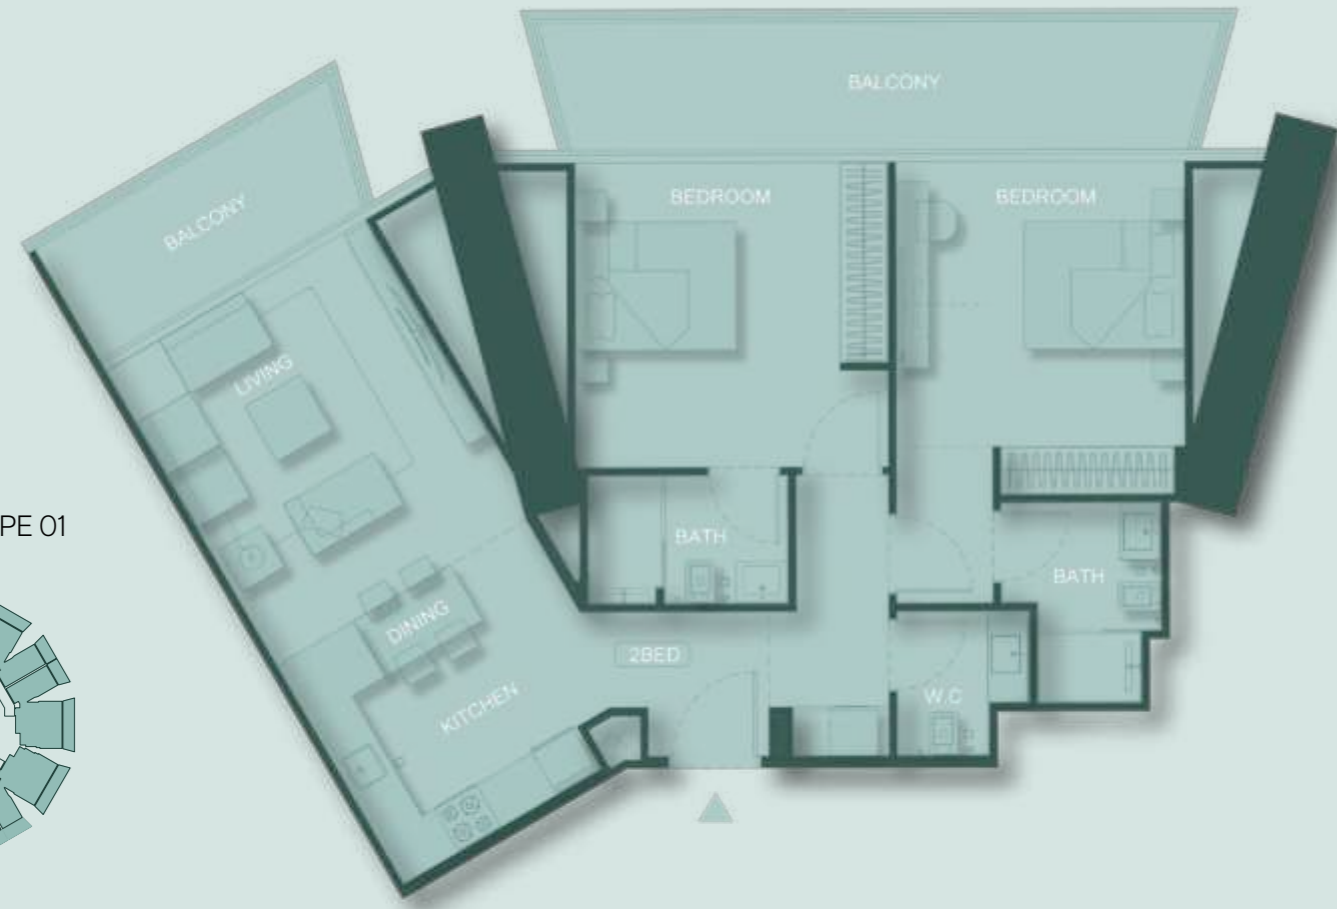 BALCONY
BALCONY
BEDROOM
BEDROOM
LIVING
PE 01
BATH
BATH
DINING
2BED
KITCHEN
W.C